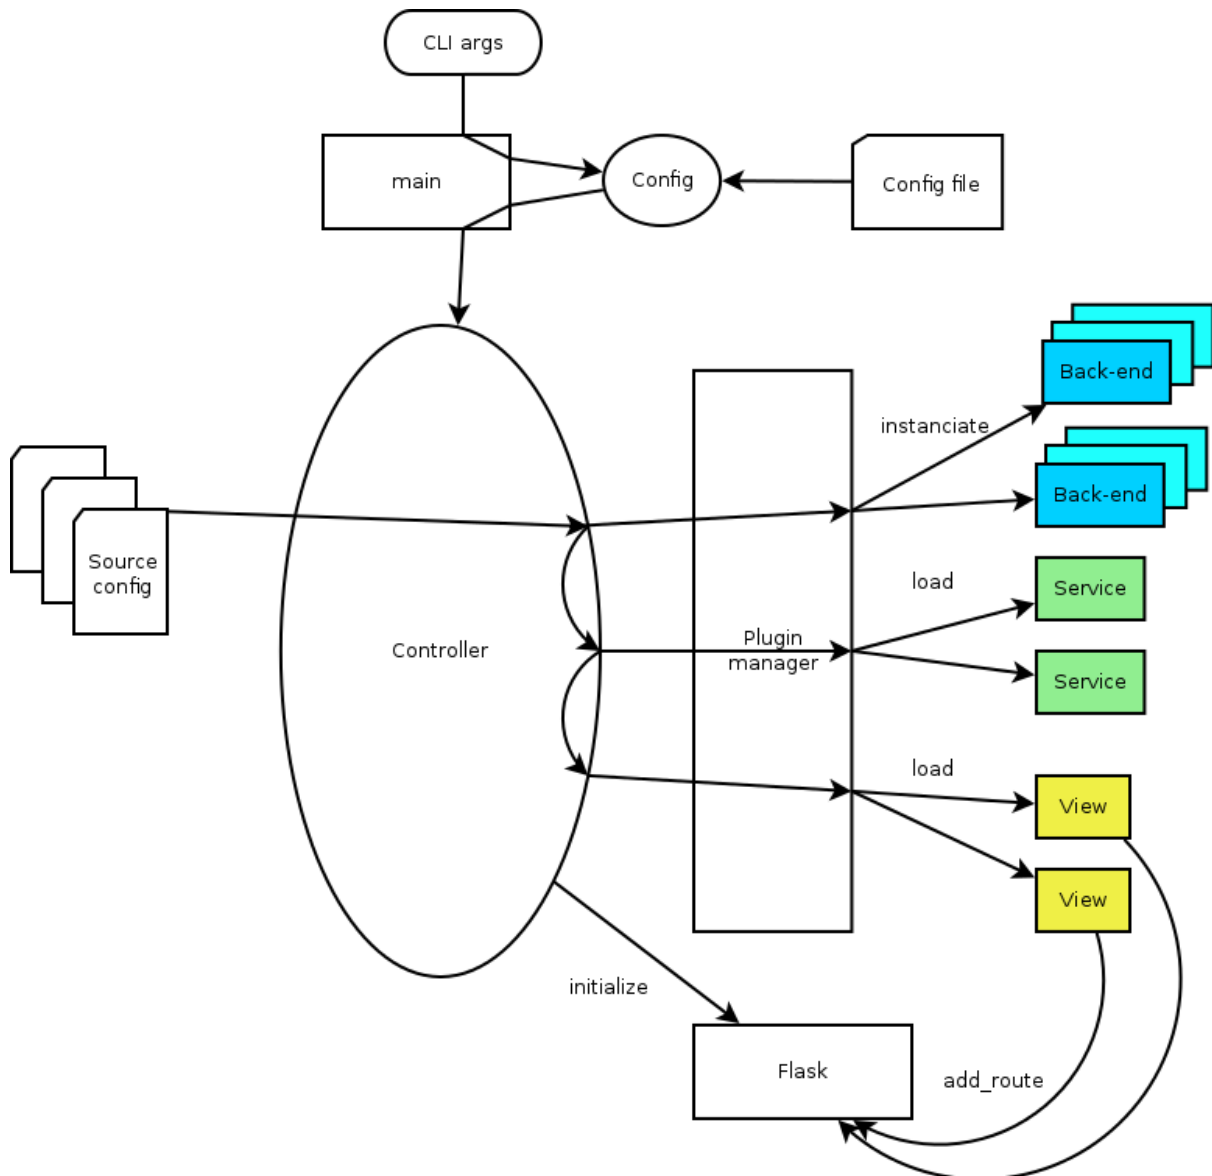 CLI args
main
Config
Config file
Back-end
instanciate
Back-end
Source
config
load
Service
Controller
Plugin
manager
Service
load
View
View
initialize
Flask
add_route